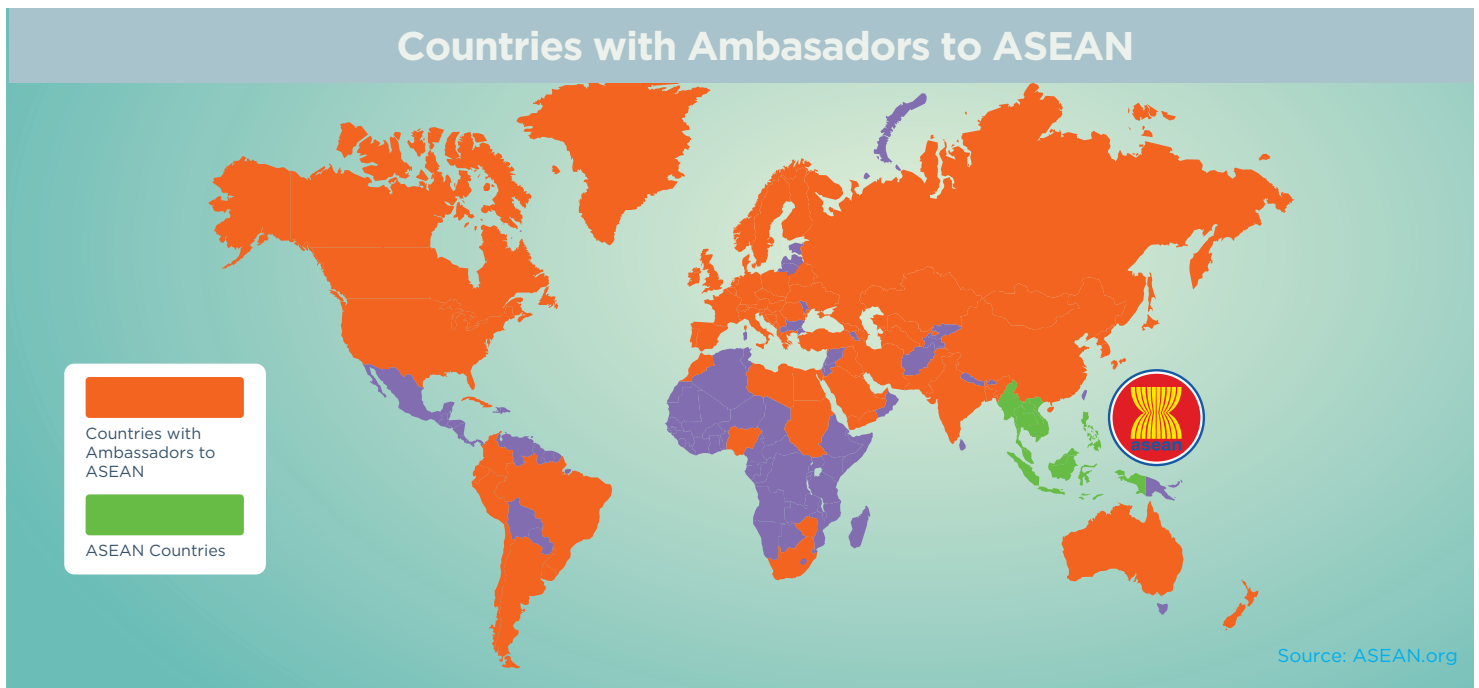 Countries with Ambasadors to ASEAN
Countries with
Ambassadors to
ASEAN
ASEAN Countries
asean
Source: ASEAN.org